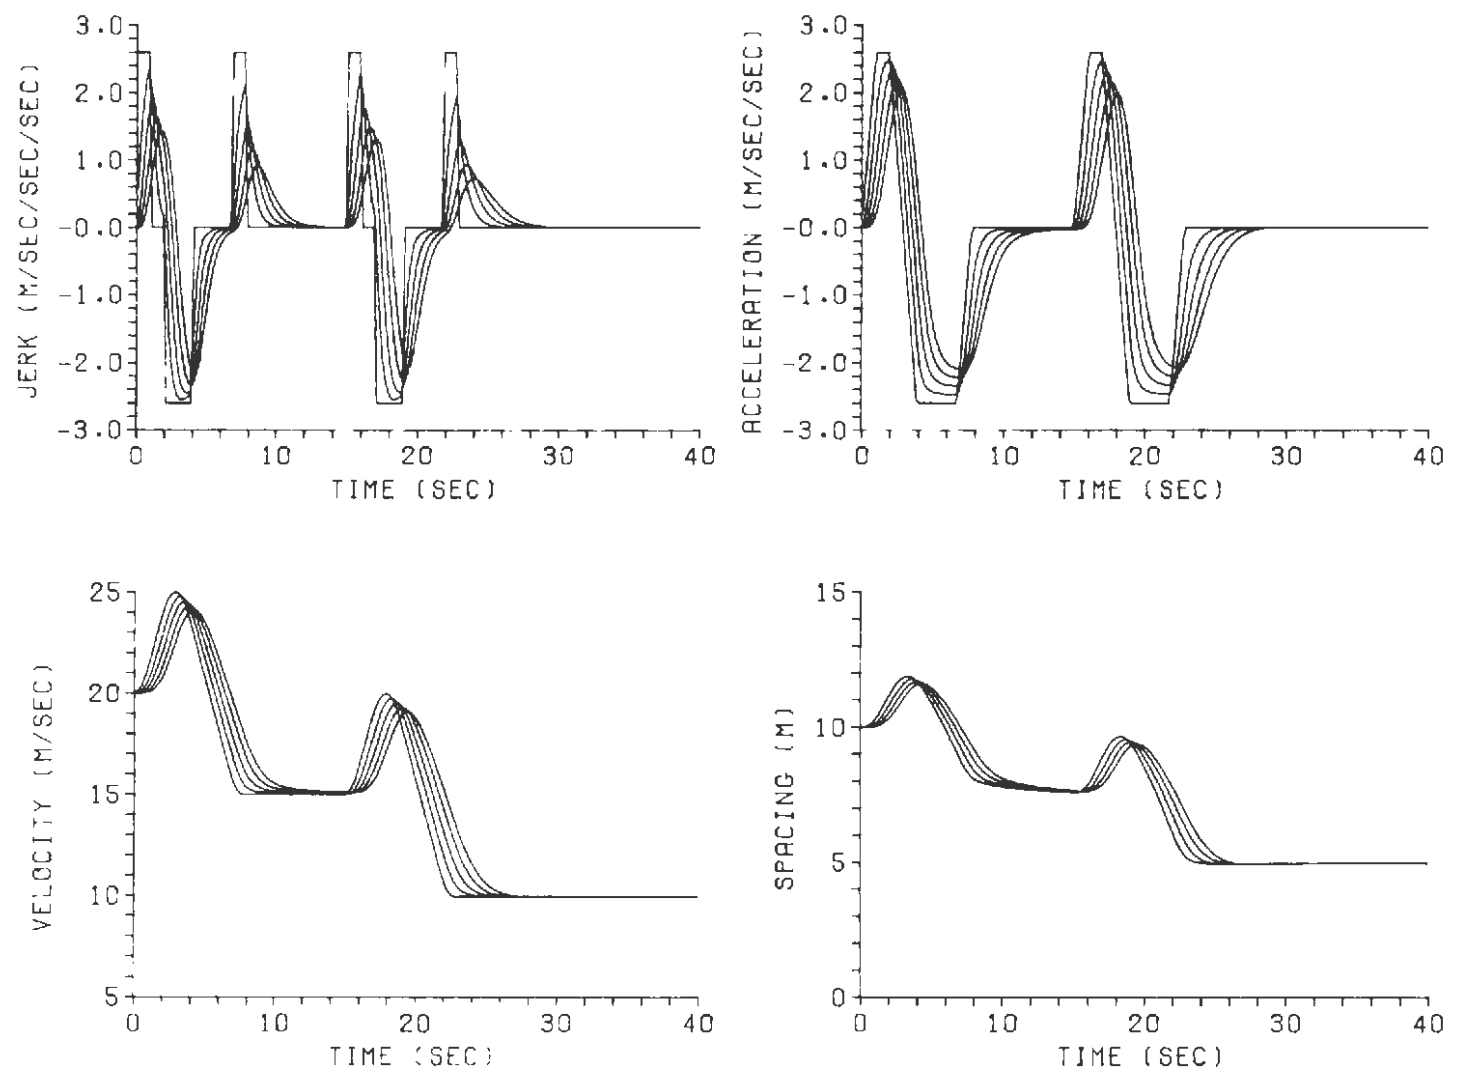 JERK (M/SEC/SEC/SEC)
3.0
2.0
1.0
-0.0
-1.0
-2.0
-3.0
0 10 20 30 40
TIME (SEC)
ACCELERATION (M/SEC/SEC)
3.0
2.0
1.0
-0.0
-1.0
-2.0
-3.0
0 10 20 30 40
TIME (SEC)
VELOCITY (M/SEC)
25
20
15
10
5
0 10 20 30 40
TIME (SEC)
SPACING (M)
15
10
5
0
0 10 20 30 40
TIME (SEC)